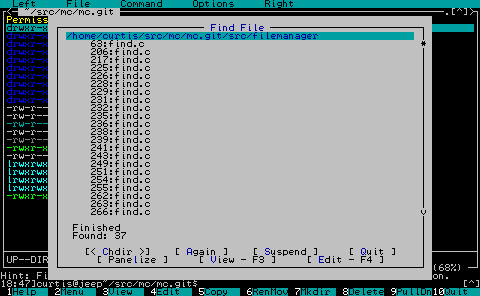 Left File Command Options Right
<- ~/src/mc/mc.git .[^]>
Permiss
Find File
/home/curtis/src/mc/mc.git/src/filemanager
63:find.c
206:find.c
217:find.c
225:find.c
226:find.c
228:find.c
229:find.c
231:find.c
232:find.c
235:find.c
236:find.c
238:find.c
239:find.c
241:find.c
243:find.c
249:find.c
251:find.c
254:find.c
255:find.c
262:find.c
263:find.c
266:find.c
Finished
Found: 37
[< Chdir >] [ Again ] [ Suspend ] [ Quit ]
[ Panelize ] [ View - F3 ] [ Edit - F4 ]
drwxr-x
drwxr-x
drwxr-x
drwxr-x
drwxr-x
drwxr-x
drwxr-x
drwxr-x
-rw-r--
-rw-r--
-rw-r--
-rw-r--
-rwxr-x
-rw-r--
lrwxrwx
lrwxrwx
lrwxrwx
lrwxrwx
-rwxr-x
UP--DIR
(68%)
Hint: Fi on.
18:47]curtis@jeep~/src/mc/mc.git$ [^]
1Help 2Menu 3View 4Edit 5Copy 6RenMov 7Mkdir 8Delete 9PullDn 10Quit